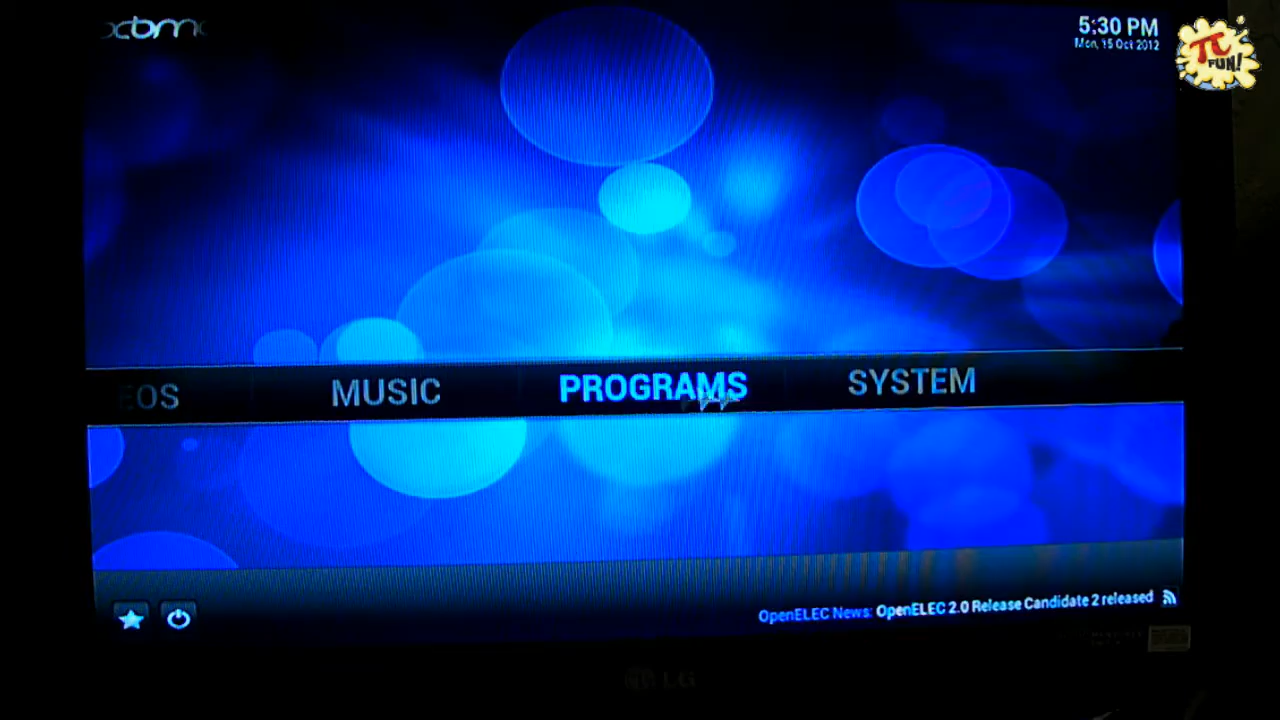 xbmc
5:30 PM
Mon, 15 Oct 2012
π
FUN!
EOS
MUSIC
PROGRAMS
SYSTEM
OpenELEC News: OpenELEC 2.0 Release Candidate 2 released
LG